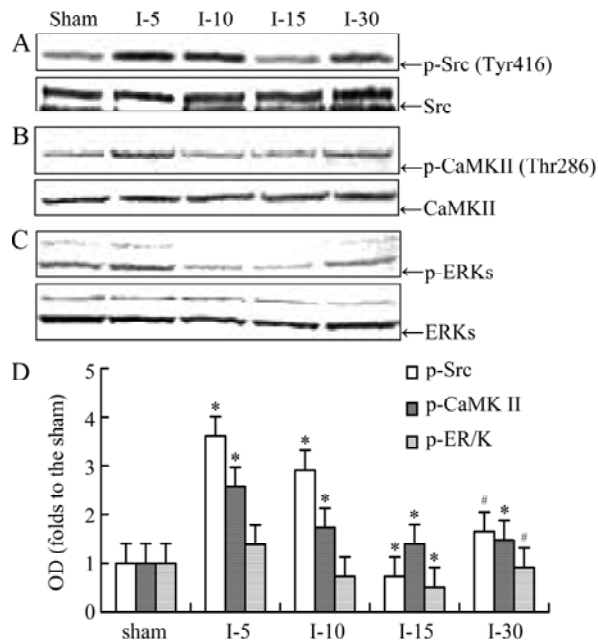 Sham I-5 I-10 I-15 I-30
A
←p-Src (Tyr416)
←Src
B
←p-CaMKII (Thr286)
←CaMKII
C
←p-ERKs
←ERKs
D
OD (folds to the sham)
5
4
3
2
1
0
p-Src
p-CaMK II
p-ER/K
* * * * * * * # * #
sham I-5 I-10 I-15 I-30